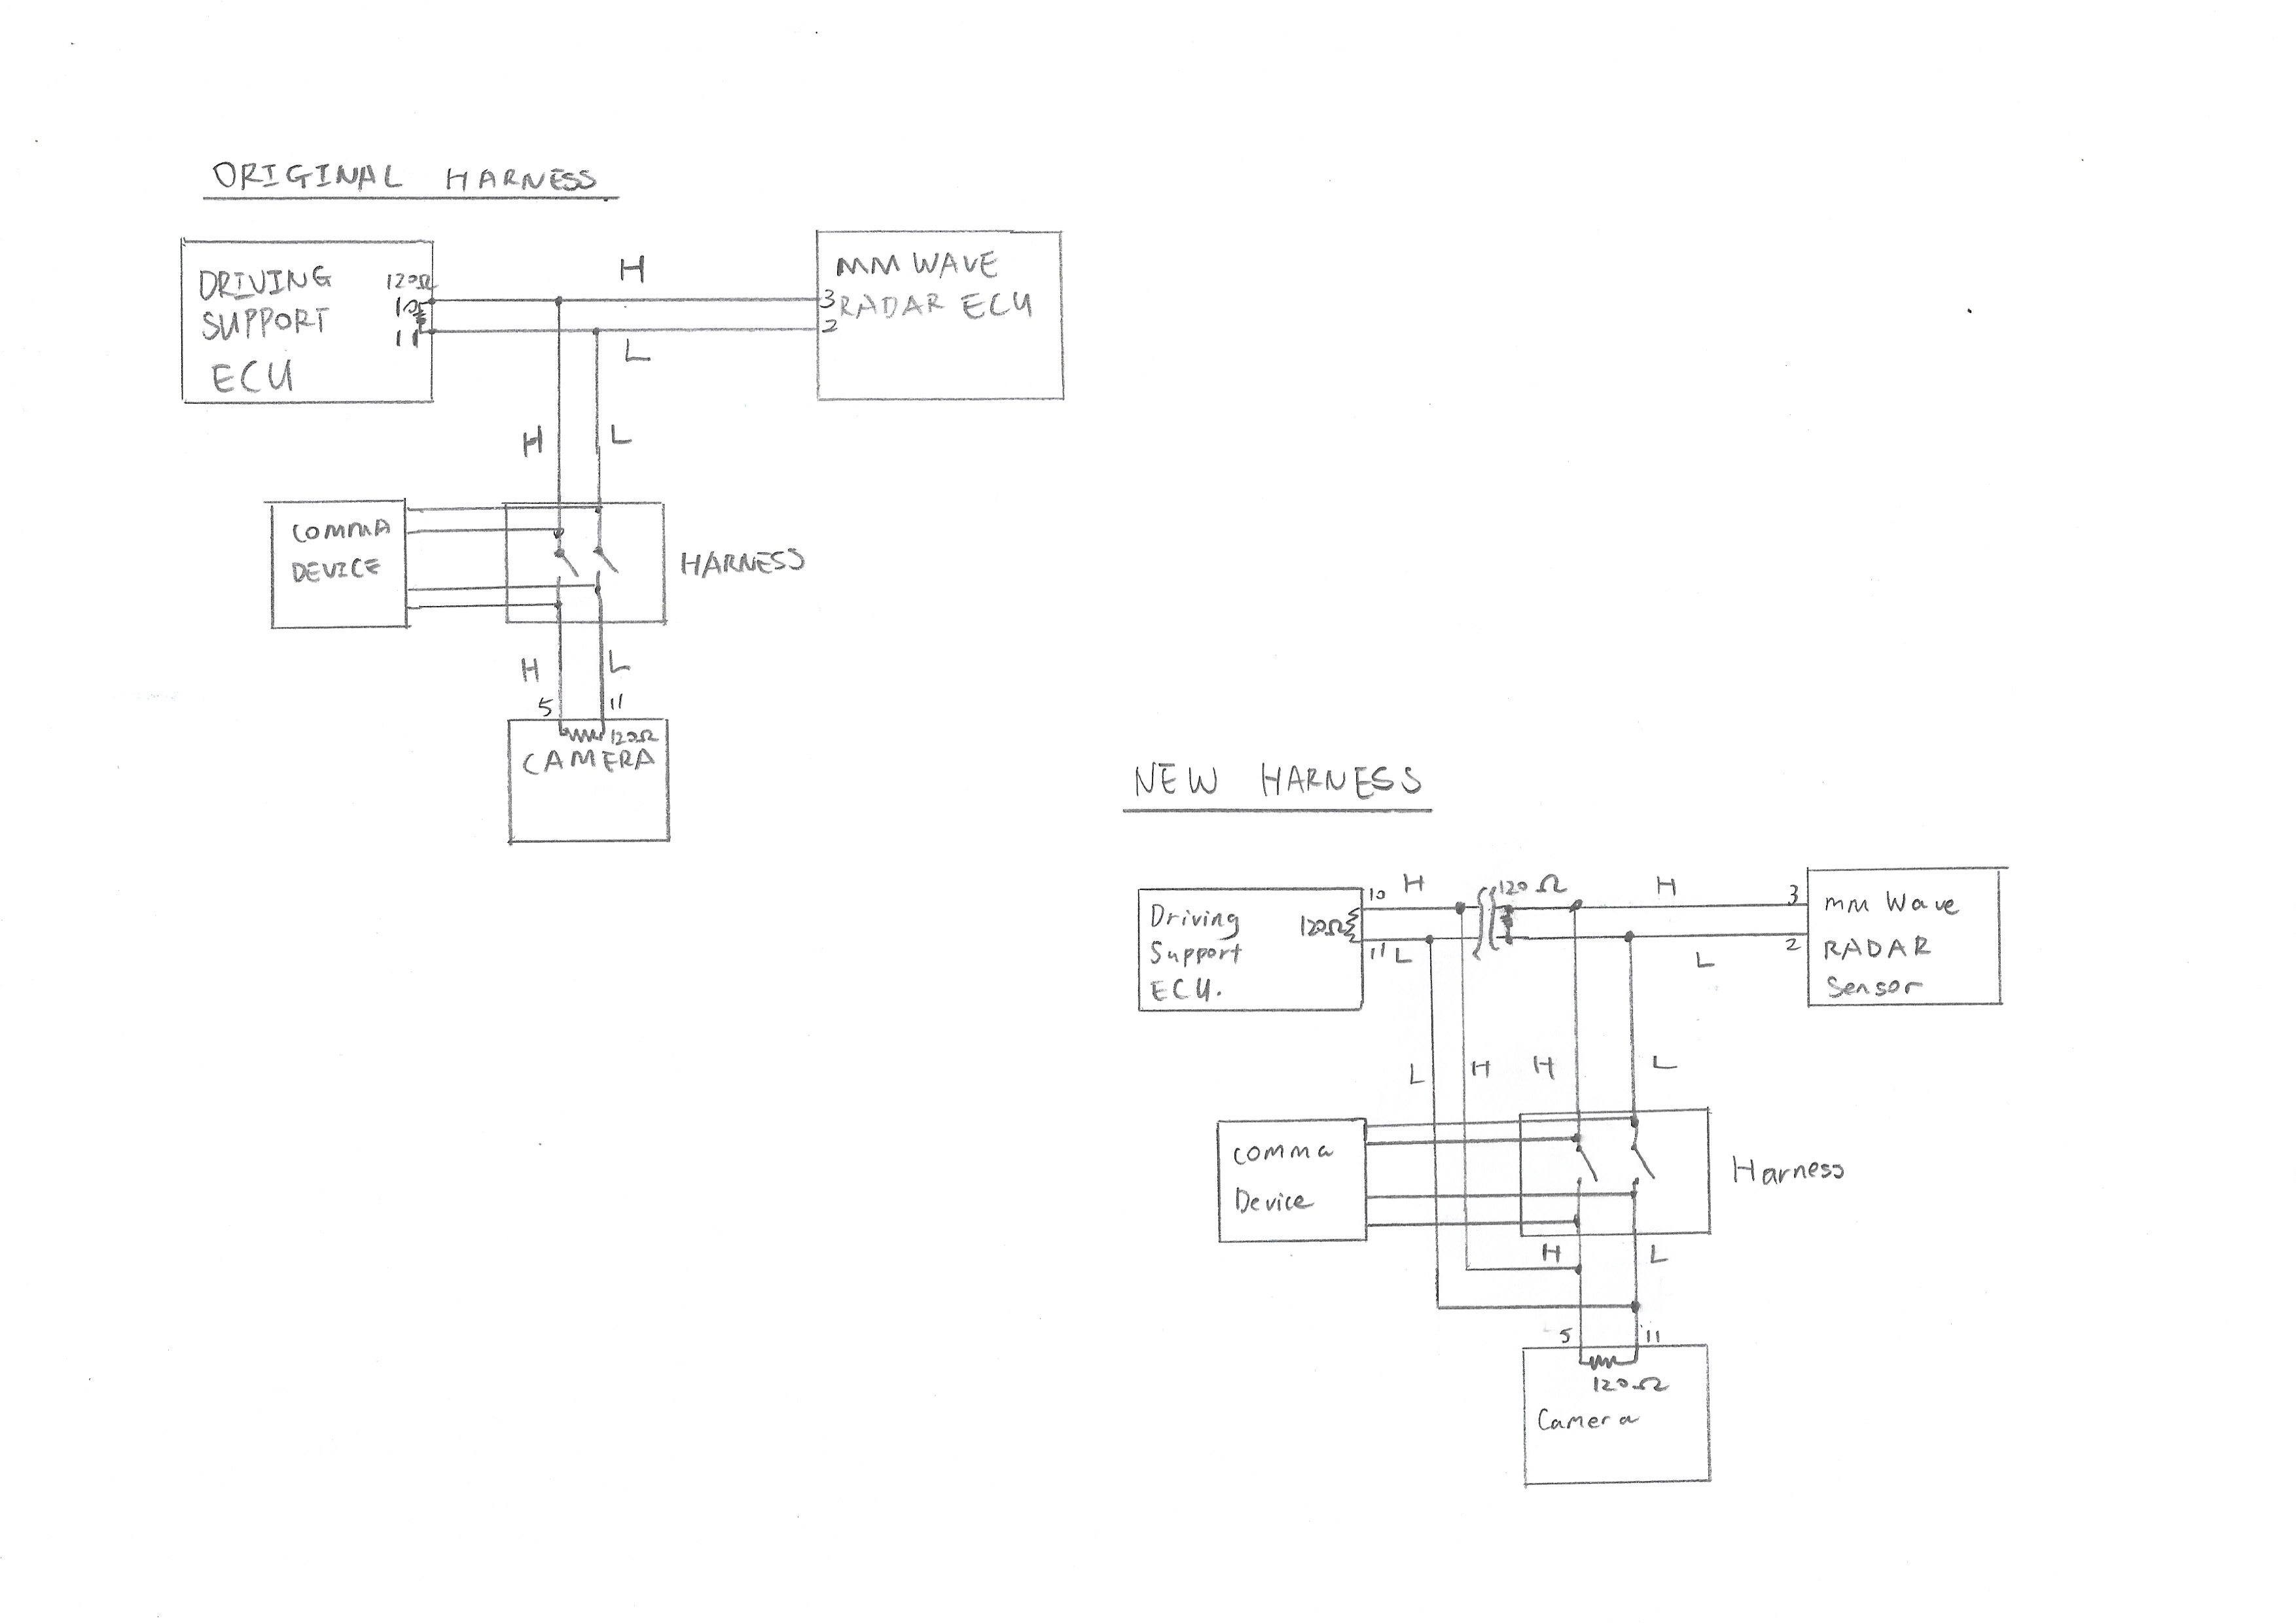 ORIGINAL HARNESS
DRIVING
SUPPORT
ECU
120Ω
10
11
H
L
MM WAVE
3 RADAR ECU
2
H L
COMMA
DEVICE
HARNESS
H L
5 11
120Ω
CAMERA
NEW HARNESS
Driving
Support
ECU.
120Ω
10 H
11 L
120 Ω
H
L
3
2
mm Wave
RADAR
Sensor
L H H L
comma
Device
Harness
H L
5 11
120Ω
Camera